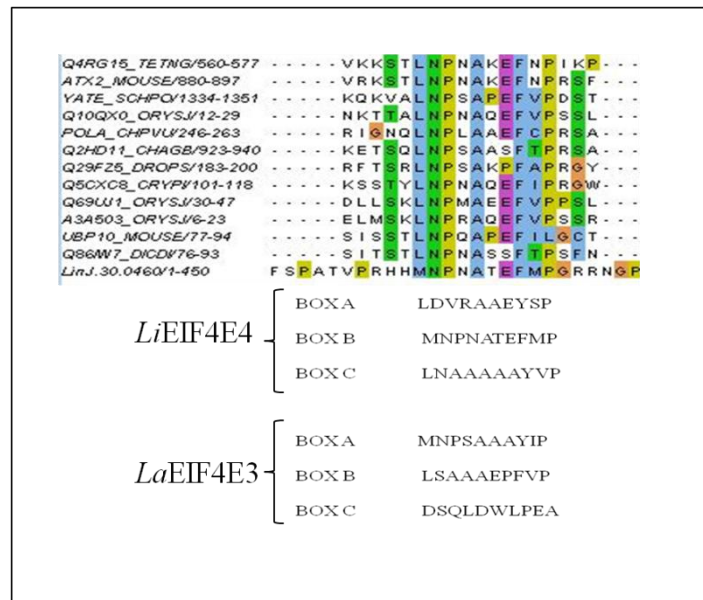 Q4RG15_TETNG/560-577 - - - - - VKKSTLNPNAKEFNPIKP - - -
ATX2_MOUSE/880-897 - - - - - VRKSTLNPNAKEFNPRSF - - -
YATE_SCHPO/1334-1351 - - - - - KQKVALNPSAPEFVPDST - - -
Q10QX0_ORYSJ/12-29 - - - - - NKTTALNPNAAEFVPSSL - - -
POLA_CHPVU/246-263 - - - - - RIGNQLNPLAAEFCPRSA - - -
Q2HD11_CHAGB/923-940 - - - - - KETSQLNPSAASFTPRSA - - -
Q29FZ5_DROPS/183-200 - - - - - RFTSRLNPSAKPFAPRGY - - -
Q5CXC8_CRYPV/101-118 - - - - - KSSTYLNPNAQEFIPRGW - - -
Q69UJ1_ORYSJ/30-47 - - - - - DLLSKLNPMAEEFVPPSL - - -
A3A503_ORYSJ/6-23 - - - - - ELMSKLNPRAQEFVPSSR - - -
UBP10_MOUSE/77-94 - - - - - SISSTLNPQAPEFILGCT - - -
Q86IW7_DICDI/76-93 - - - - - SITSTLNPNASSFTPSFN - - -
LinJ.30.0460/1-450 FSPATVPRHHMNPNATEFMPGRRNGP
LiEIF4E4
BOX A LDVRAAEYSP
BOX B MNPNATEFMP
BOX C LNAAAAAYVP
LaEIF4E3
BOX A MNPSAAAYIP
BOX B LSAAAEPFVP
BOX C DSQLDWLPEA